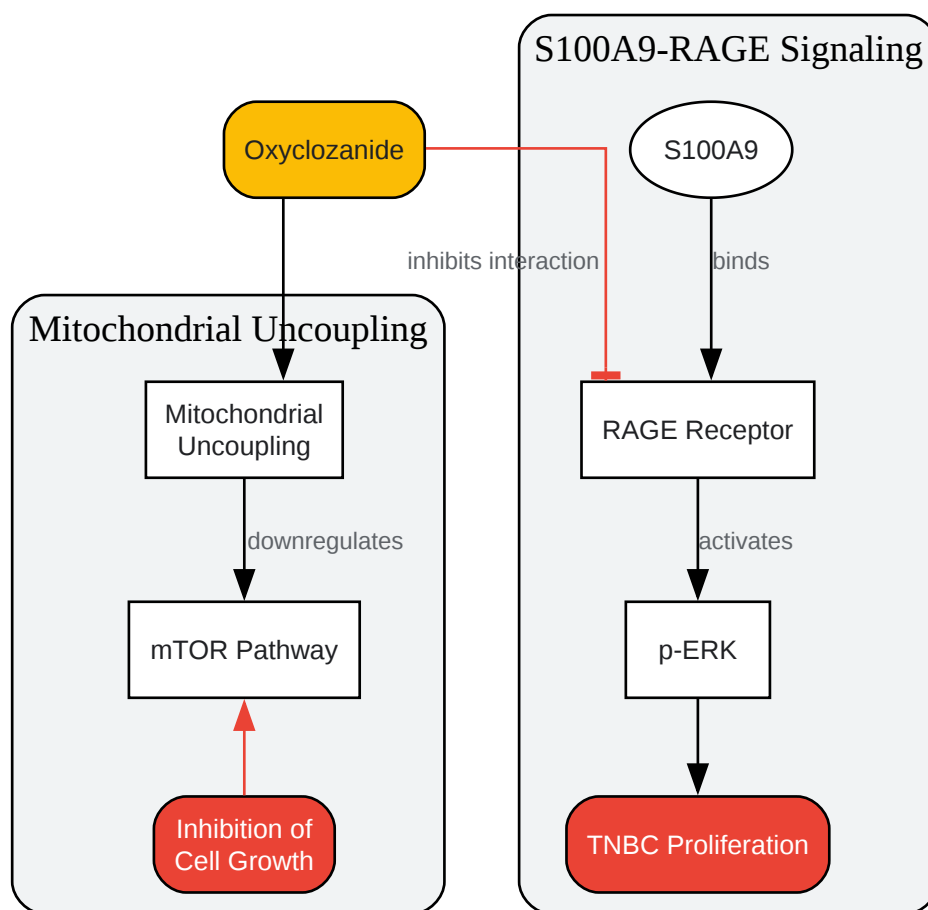 S100A9-RAGE Signaling
Oxyclozanide
S100A9
inhibits interaction
binds
Mitochondrial Uncoupling
Mitochondrial
Uncoupling
RAGE Receptor
downregulates
activates
mTOR Pathway
p-ERK
Inhibition of
Cell Growth
TNBC Proliferation